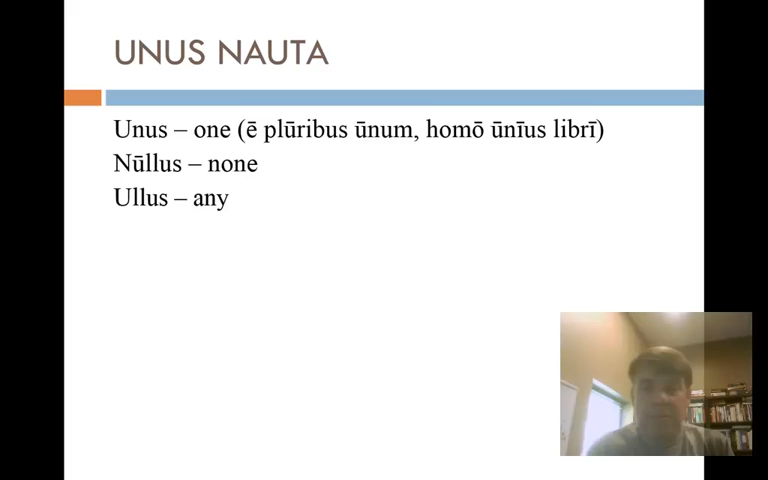 UNUS NAUTA
Unus – one (ē plūribus ūnum, homō ūnīus librī)
Nūllus – none
Ullus – any